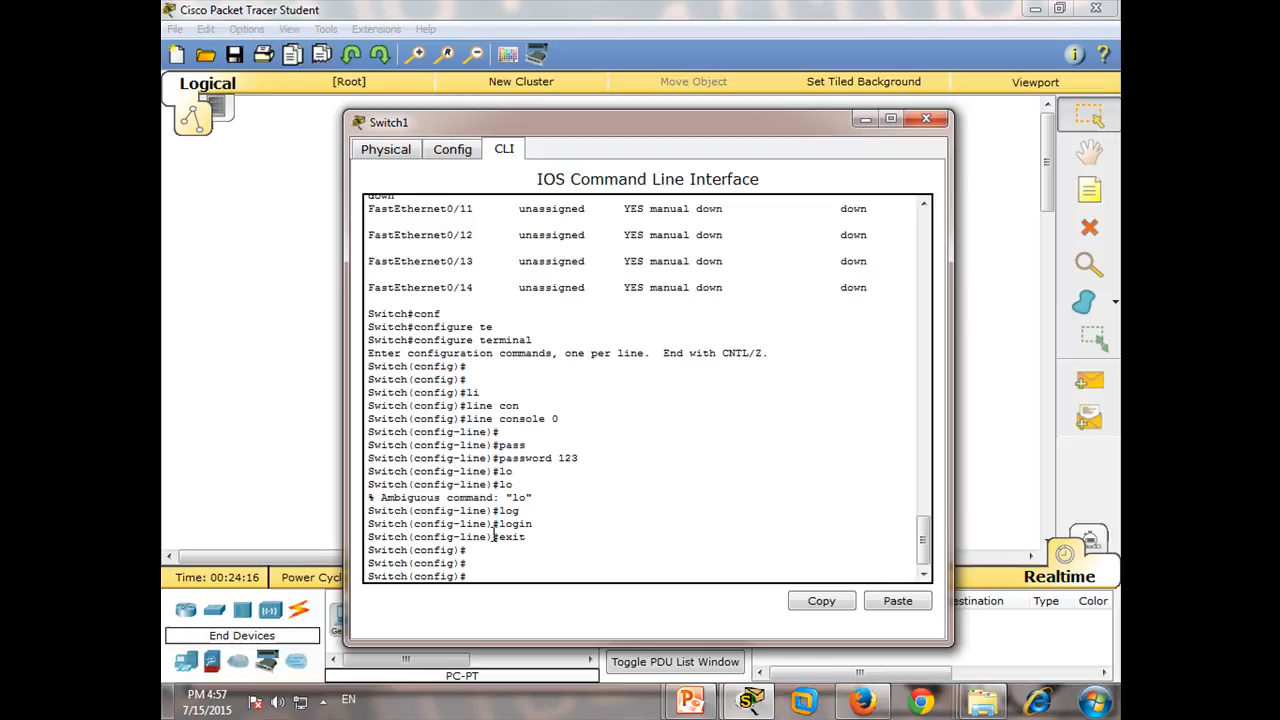 Cisco Packet Tracer Student
File Edit View Tools Extensions Help
Logical [Root] New Cluster Move Object Set Tiled Background Viewport
Switch1
Physical Config CLI
IOS Command Line Interface
down
FastEthernet0/11 unassigned YES manual down down
FastEthernet0/12 unassigned YES manual down down
FastEthernet0/13 unassigned YES manual down down
FastEthernet0/14 unassigned YES manual down down
Switch#conf
Switch#configure te
Switch#configure terminal
Enter configuration commands, one per line. End with CNTL/Z.
Switch(config)#
Switch(config)#
Switch(config)#li
Switch(config)#line con
Switch(config)#line console 0
Switch(config-line)#
Switch(config-line)#pass
Switch(config-line)#password 123
Switch(config-line)#lo
Switch(config-line)#lo
% Ambiguous command: "lo"
Switch(config-line)#log
Switch(config-line)#login
Switch(config-line)#exit
Switch(config)#
Switch(config)#
Switch(config)#
Copy Paste
Time: 00:24:16 Power Cycl
Realtime
estination Type Color
End Devices
Toggle PDU List Window
PC-PT
PM 4:57
7/15/2015
EN